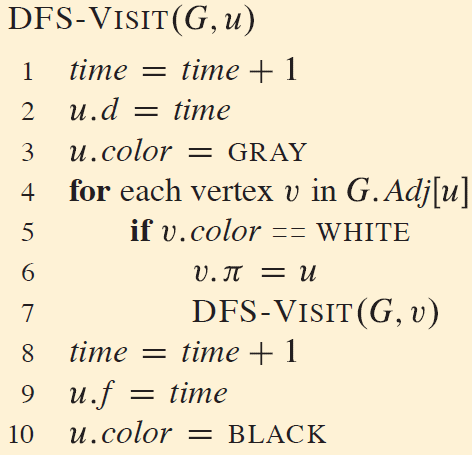 DFS-VISIT(G, u)
1 time = time + 1
2 u.d = time
3 u.color = GRAY
4 for each vertex v in G.Adj[u]
5 if v.color == WHITE
6 v.π = u
7 DFS-VISIT(G, v)
8 time = time + 1
9 u.f = time
10 u.color = BLACK